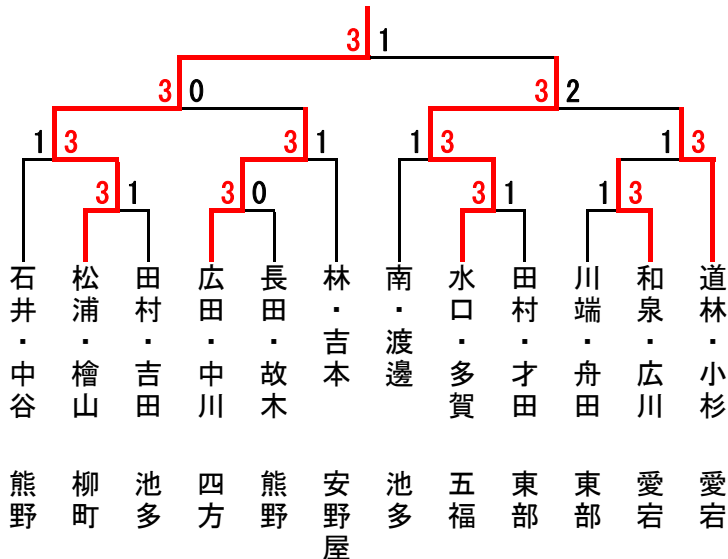 3 1
3 0 3 2
1 3 3 1 1 3 1 3
3 1 3 0 3 1 1 3
石井・中谷 熊野
松浦・檜山 柳町
田村・吉田 池多
広田・中川 四方
長田・故木 熊野
林・吉本 安野屋
南・渡邊 池多
水口・多賀 五福
田村・才田 東部
川端・舟田 東部
和泉・広川 愛宕
道林・小杉 愛宕